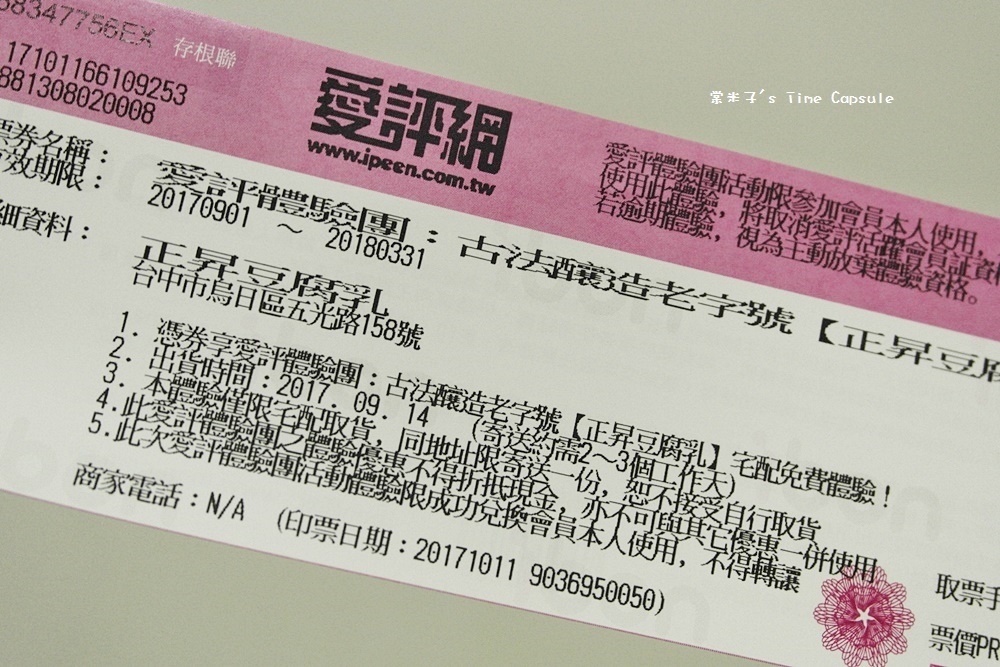 58347756EX 存根聯
17101166109253
881308020008
愛評網
www.ipeen.com.tw
棠米子's Time Capsule
愛評體驗團活動限參加會員本人使用,
使用此體驗,將取消愛評活躍會員証資
右逾期體驗,視為主動放棄體驗資格。
票券名稱:
愛評體驗團:古法釀造老字號【正昇豆腐
有效期限:
20170901 ~ 20180331
細資料:
正昇豆腐乳
台中市烏日區五光路158號
1. 憑券享愛評體驗團:古法釀造老字號【正昇豆腐乳】宅配免費體驗!
2. 出貨時間:2017. 09. 14 (寄送約需2~3個工作天)
3. 本體驗僅限宅配取貨,同地址限寄送一份,恕不接受自行取貨
4.此愛評體驗團之體驗優惠不得折抵現金,亦不可與其它優惠一併使用
5.此次愛評體驗團活動體驗限成功兌換會員本人使用,不得轉讓
商家電話:N/A (印票日期:20171011 9036950050)
取票手
票價PR